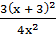 3(x + 3)²
4x²